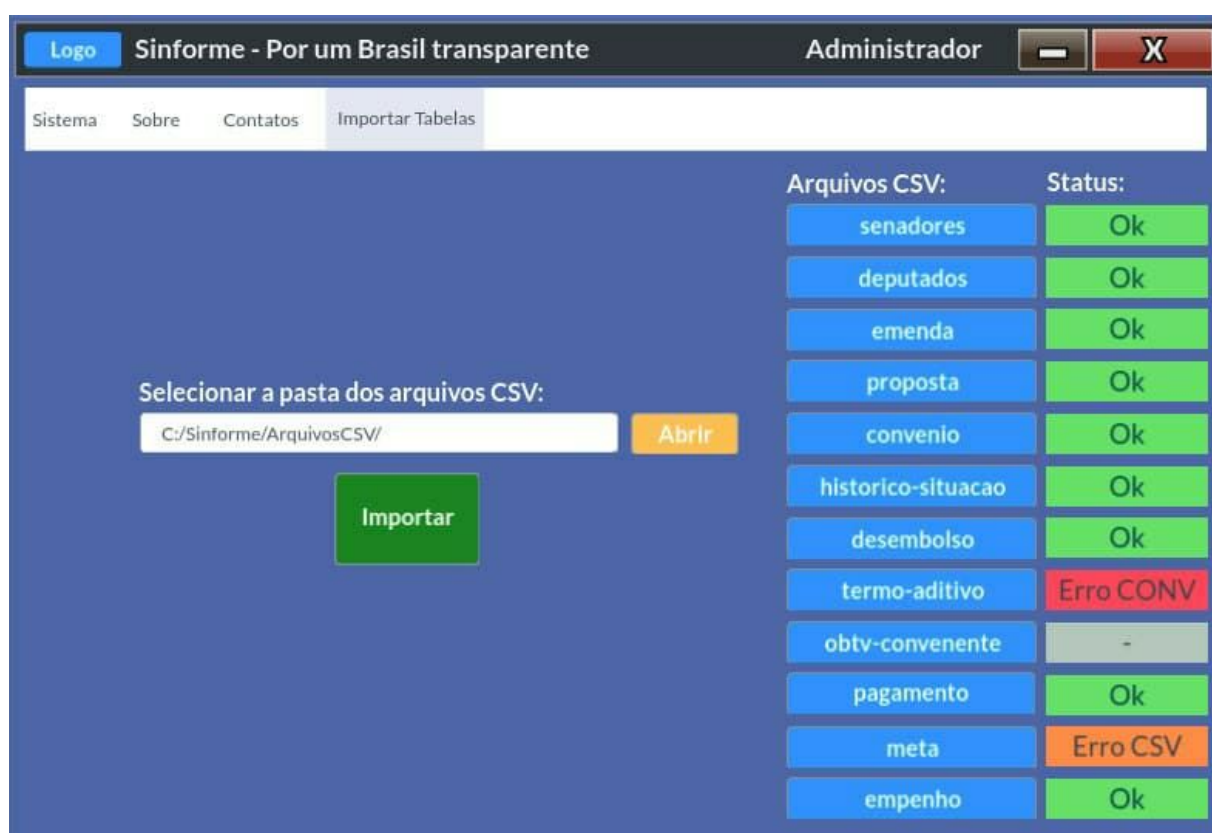 Logo Sinforme - Por um Brasil transparente Administrador X
Sistema Sobre Contatos Importar Tabelas
Arquivos CSV: Status:
senadores Ok
deputados Ok
emenda Ok
proposta Ok
Selecionar a pasta dos arquivos CSV:
C:/Sinforme/ArquivosCSV/ Abrir
convenio Ok
historico-situacao Ok
Importar
desembolso Ok
termo-aditivo Erro CONV
obtv-convenente -
pagamento Ok
meta Erro CSV
empenho Ok